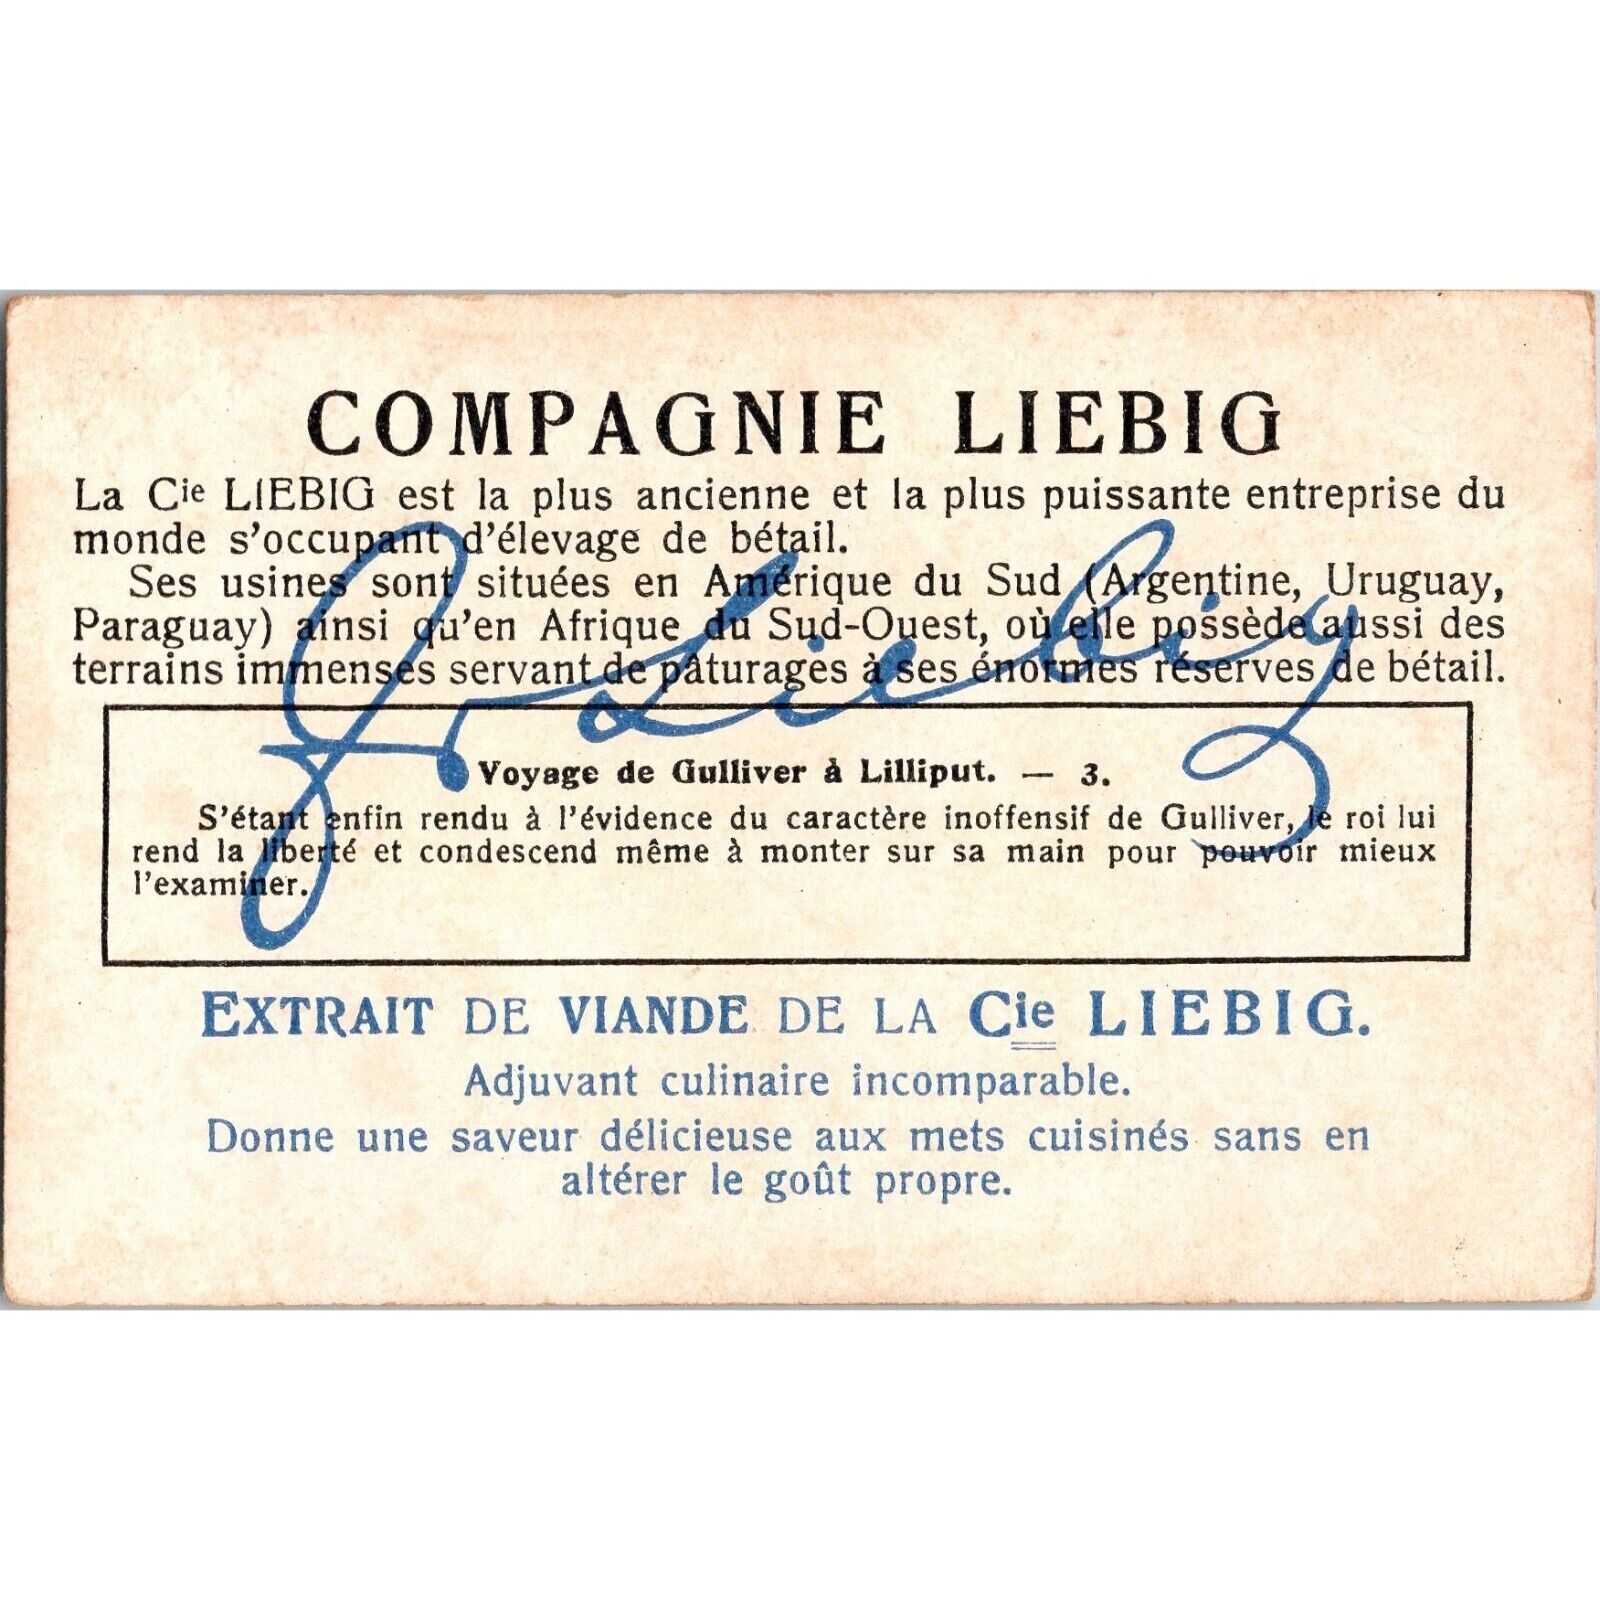 COMPAGNIE LIEBIG
La Cie LIEBIG est la plus ancienne et la plus puissante entreprise du
monde s'occupant d'élevage de bétail.
Ses usines sont situées en Amérique du Sud (Argentine, Uruguay,
Paraguay) ainsi qu'en Afrique du Sud-Ouest, où elle possède aussi des
terrains immenses servant de pâturages à ses énormes réserves de bétail.
J. v. Liebig
Voyage de Gulliver à Lilliput. — 3.
S'étant enfin rendu à l'évidence du caractère inoffensif de Gulliver, le roi lui
rend la liberté et condescend même à monter sur sa main pour pouvoir mieux
l'examiner.
EXTRAIT DE VIANDE DE LA Cie LIEBIG.
Adjuvant culinaire incomparable.
Donne une saveur délicieuse aux mets cuisinés sans en
altérer le goût propre.